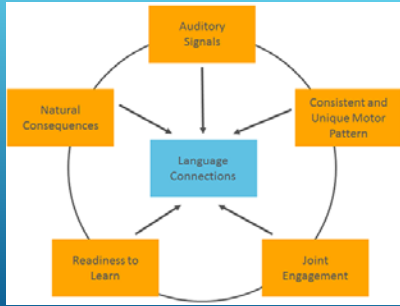 Auditory
Signals
Natural
Consequences
Consistent and
Unique Motor
Pattern
Language
Connections
Readiness to
Learn
Joint
Engagement